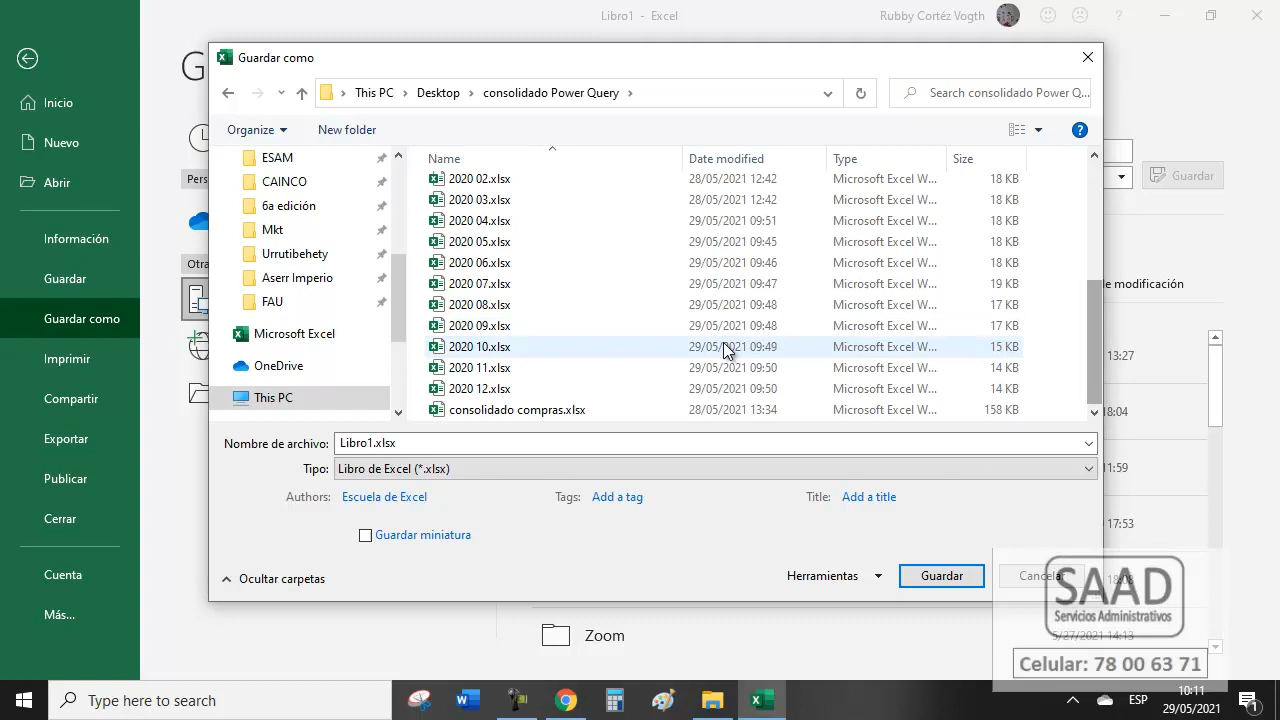 Libro1 - Excel
Rubby Cortéz Vogth
?
Inicio
Nuevo
Abrir
Información
Guardar
Guardar como
Imprimir
Compartir
Exportar
Publicar
Cerrar
Cuenta
Más...
G
Pers
Otra
Guardar
e modificación
13:27
18:04
11:59
17:53
18:08
5/27/2021 14:13
Zoom
Guardar como
This PC > Desktop > consolidado Power Query >
Search consolidado Power Q...
Organize
New folder
?
ESAM
CAINCO
6a edición
Mkt
Urrutibehety
Aserr Imperio
FAU
Microsoft Excel
OneDrive
This PC
Name Date modified Type Size
2020 02.xlsx 28/05/2021 12:42 Microsoft Excel W... 18 KB
2020 03.xlsx 28/05/2021 12:42 Microsoft Excel W... 18 KB
2020 04.xlsx 29/05/2021 09:51 Microsoft Excel W... 18 KB
2020 05.xlsx 29/05/2021 09:45 Microsoft Excel W... 18 KB
2020 06.xlsx 29/05/2021 09:46 Microsoft Excel W... 18 KB
2020 07.xlsx 29/05/2021 09:47 Microsoft Excel W... 19 KB
2020 08.xlsx 29/05/2021 09:48 Microsoft Excel W... 17 KB
2020 09.xlsx 29/05/2021 09:48 Microsoft Excel W... 17 KB
2020 10.xlsx 29/05/2021 09:49 Microsoft Excel W... 15 KB
2020 11.xlsx 29/05/2021 09:50 Microsoft Excel W... 14 KB
2020 12.xlsx 29/05/2021 09:50 Microsoft Excel W... 14 KB
consolidado compras.xlsx 28/05/2021 13:34 Microsoft Excel W... 158 KB
Nombre de archivo: Libro1.xlsx
Tipo: Libro de Excel (*.xlsx)
Authors: Escuela de Excel Tags: Add a tag Title: Add a title
Guardar miniatura
Ocultar carpetas
Herramientas
Guardar
Cancelar
SAAD
Servicios Administrativos
Celular: 78 00 63 71
Type here to search
ESP
10:11
29/05/2021
1